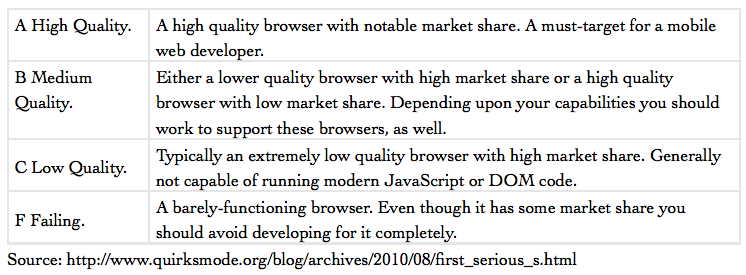 A High Quality.
A high quality browser with notable market share. A must-target for a mobile
web developer.
B Medium
Quality.
Either a lower quality browser with high market share or a high quality
browser with low market share. Depending upon your capabilities you should
work to support these browsers, as well.
C Low Quality.
Typically an extremely low quality browser with high market share. Generally
not capable of running modern JavaScript or DOM code.
F Failing.
A barely-functioning browser. Even though it has some market share you
should avoid developing for it completely.
Source: http://www.quirksmode.org/blog/archives/2010/08/first_serious_s.html